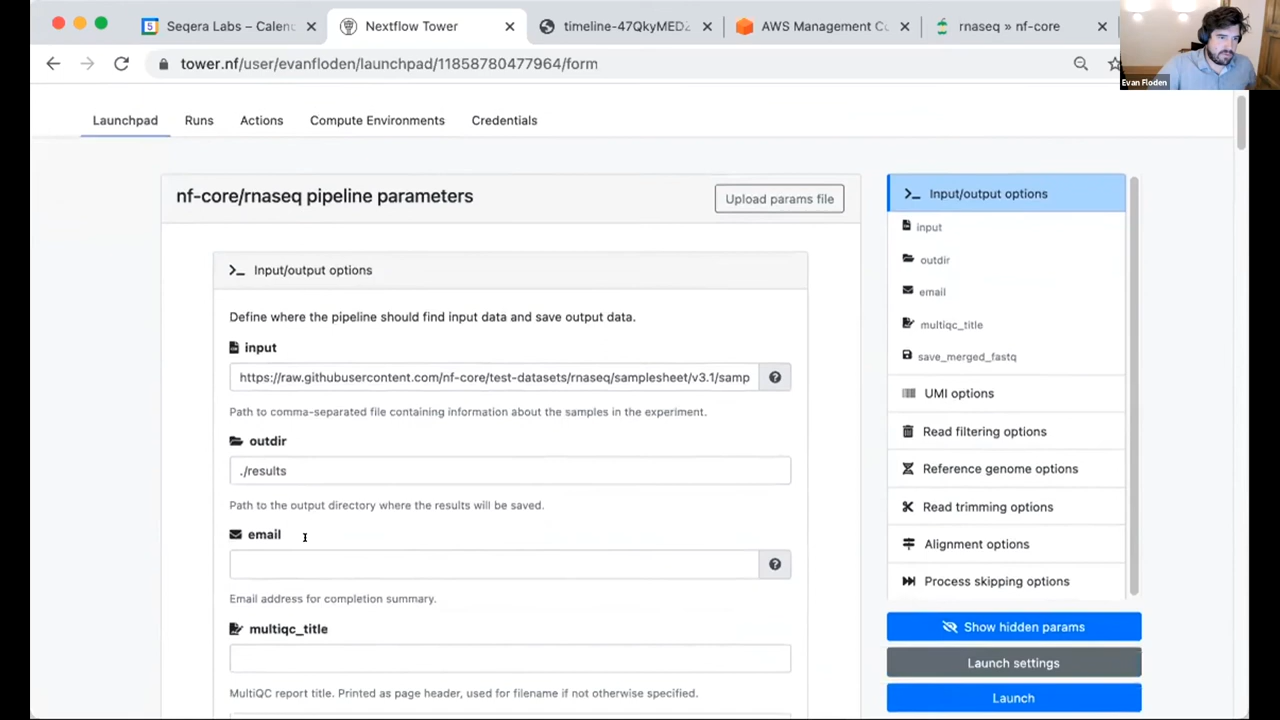 Seqera Labs – Calenc
Nextflow Tower
timeline-47QkyMEDZ
AWS Management Co
rnaseq » nf-core
tower.nf/user/evanfloden/launchpad/11858780477964/form
Evan Floden
Launchpad
Runs
Actions
Compute Environments
Credentials
nf-core/rnaseq pipeline parameters
Upload params file
Input/output options
Define where the pipeline should find input data and save output data.
input
https://raw.githubusercontent.com/nf-core/test-datasets/rnaseq/samplesheet/v3.1/samp
Path to comma-separated file containing information about the samples in the experiment.
outdir
./results
Path to the output directory where the results will be saved.
email
Email address for completion summary.
multiqc_title
MultiQC report title. Printed as page header, used for filename if not otherwise specified.
Input/output options
input
outdir
email
multiqc_title
save_merged_fastq
UMI options
Read filtering options
Reference genome options
Read trimming options
Alignment options
Process skipping options
Show hidden params
Launch settings
Launch